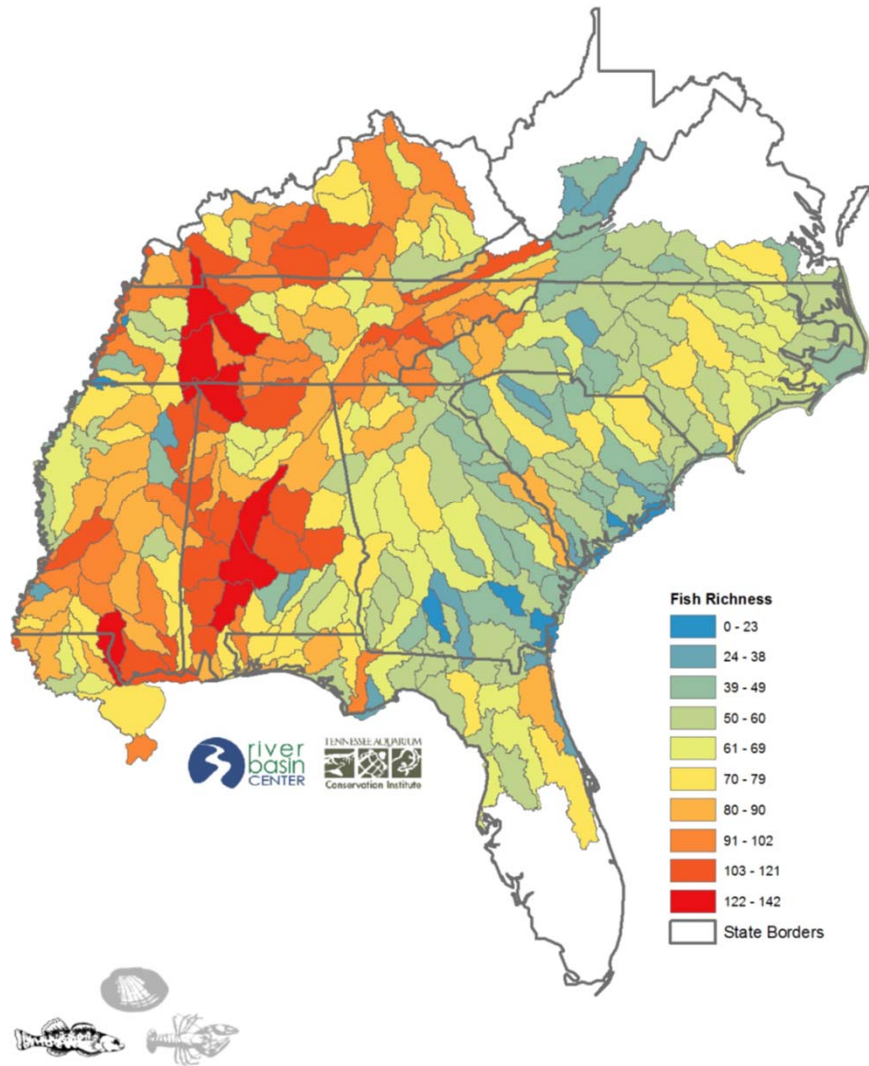 Fish Richness
0 - 23
24 - 38
39 - 49
50 - 60
61 - 69
70 - 79
80 - 90
91 - 102
103 - 121
122 - 142
State Borders
river
basin
CENTER
TENNESSEE AQUARIUM
Conservation Institute